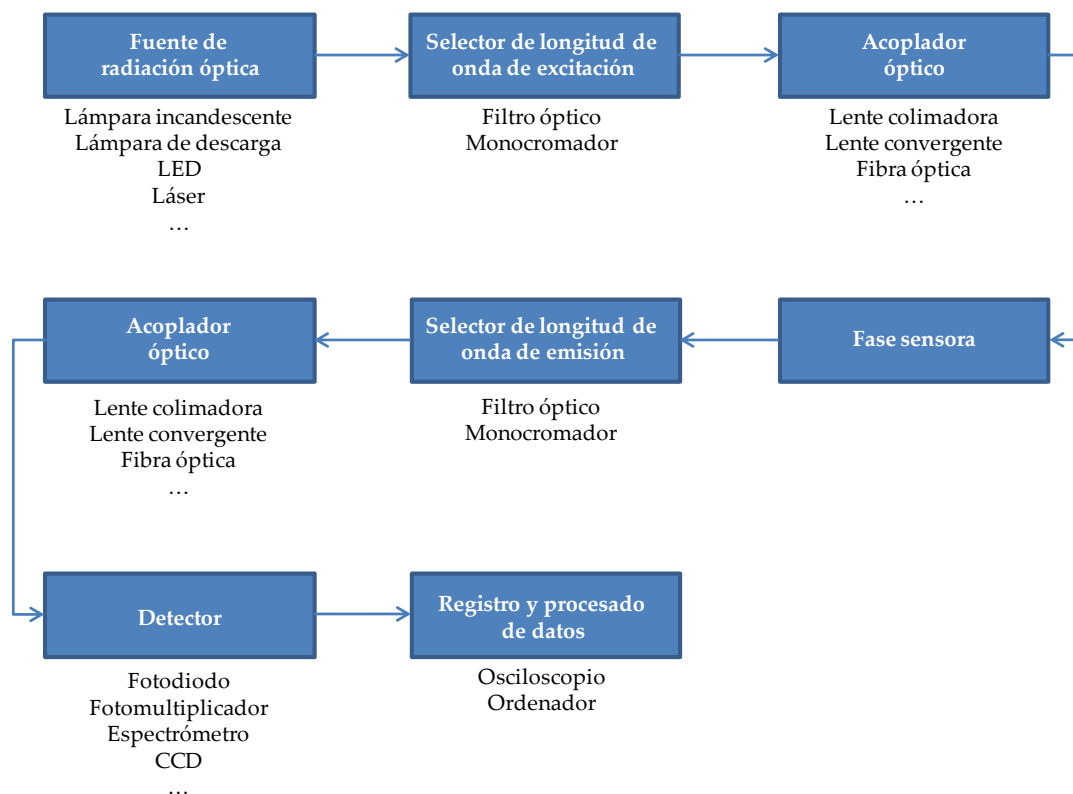 Fuente de
radiación óptica
Lámpara incandescente
Lámpara de descarga
LED
Láser
…
Selector de longitud de
onda de excitación
Filtro óptico
Monocromador
Acoplador
óptico
Lente colimadora
Lente convergente
Fibra óptica
…
Fase sensora
Selector de longitud de
onda de emisión
Filtro óptico
Monocromador
Acoplador
óptico
Lente colimadora
Lente convergente
Fibra óptica
…
Detector
Fotodiodo
Fotomultiplicador
Espectrómetro
CCD
…
Registro y procesado
de datos
Osciloscopio
Ordenador